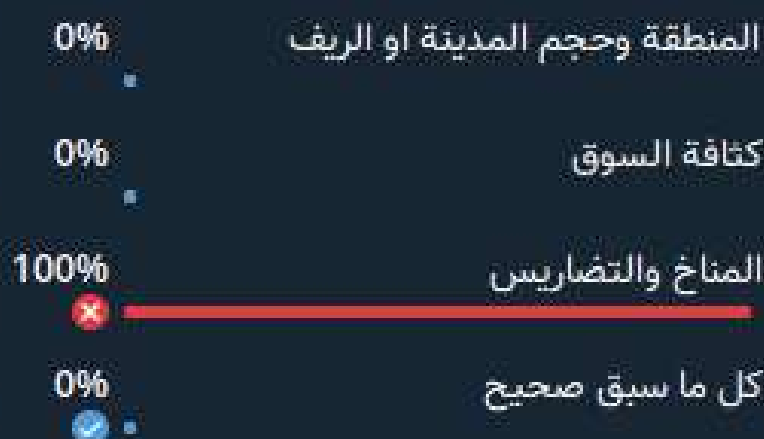 المنطقة وحجم المدينة او الريف 0%
كثافة السوق 0%
المناخ والتضاريس 100%
كل ما سبق صحيح 0%